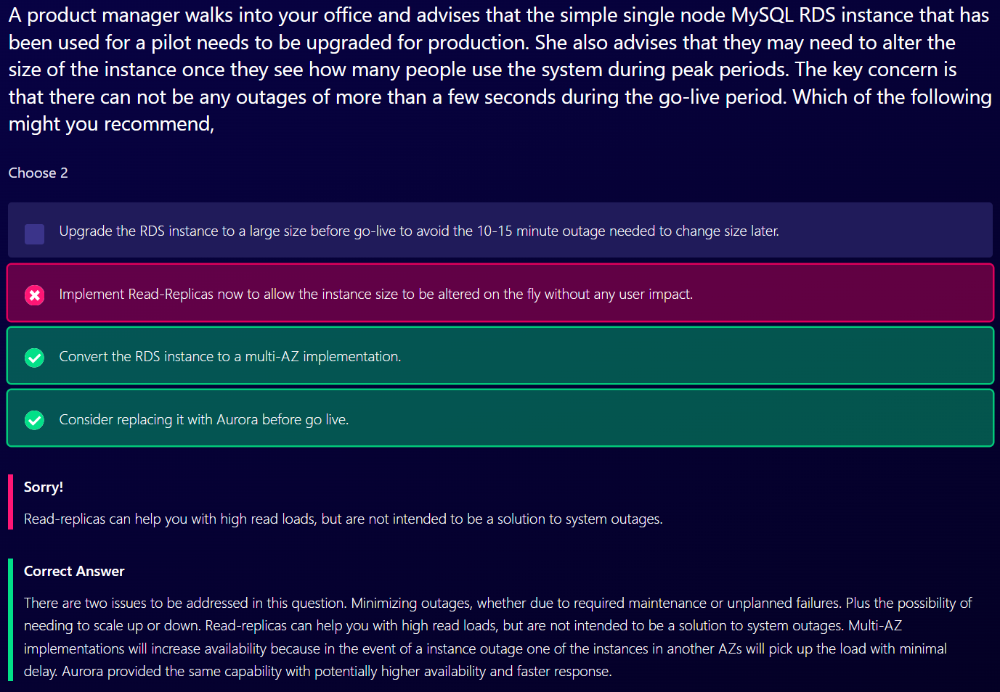 A product manager walks into your office and advises that the simple single node MySQL RDS instance that has
been used for a pilot needs to be upgraded for production. She also advises that they may need to alter the
size of the instance once they see how many people use the system during peak periods. The key concern is
that there can not be any outages of more than a few seconds during the go-live period. Which of the following
might you recommend,
Choose 2
Upgrade the RDS instance to a large size before go-live to avoid the 10-15 minute outage needed to change size later.
Implement Read-Replicas now to allow the instance size to be altered on the fly without any user impact.
Convert the RDS instance to a multi-AZ implementation.
Consider replacing it with Aurora before go live.
Sorry!
Read-replicas can help you with high read loads, but are not intended to be a solution to system outages.
Correct Answer
There are two issues to be addressed in this question. Minimizing outages, whether due to required maintenance or unplanned failures. Plus the possibility of
needing to scale up or down. Read-replicas can help you with high read loads, but are not intended to be a solution to system outages. Multi-AZ
implementations will increase availability because in the event of a instance outage one of the instances in another AZs will pick up the load with minimal
delay. Aurora provided the same capability with potentially higher availability and faster response.